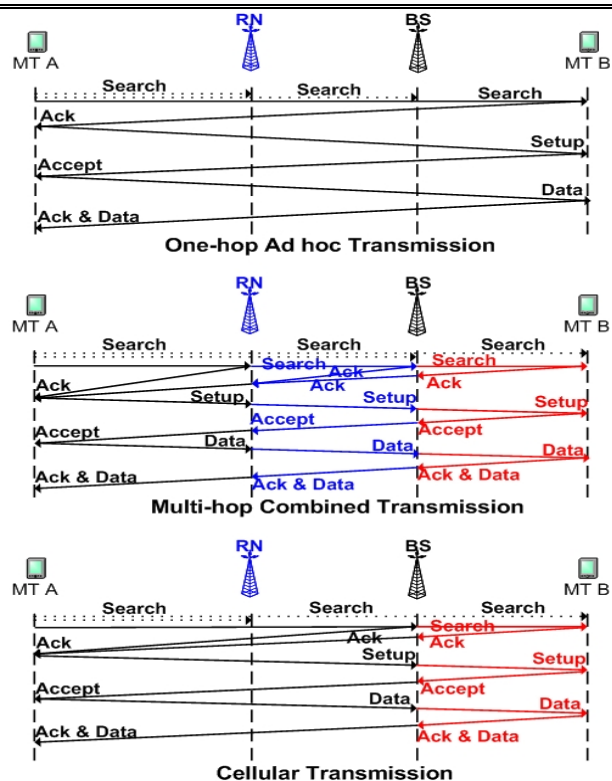 RN BS
MT A MT B
Search Search Search
Ack
Setup
Accept
Data
Ack & Data
One-hop Ad hoc Transmission
RN BS
MT A MT B
Search Search Search
Search Search
Ack
Ack Ack
Ack
Setup Setup Setup
Accept Accept Accept
Data Data Data
Ack & Data Ack & Data Ack & Data
Multi-hop Combined Transmission
RN BS
MT A MT B
Search Search Search
Search
Ack Ack Ack
Setup Setup
Accept Accept
Data Data
Ack & Data Ack & Data
Cellular Transmission